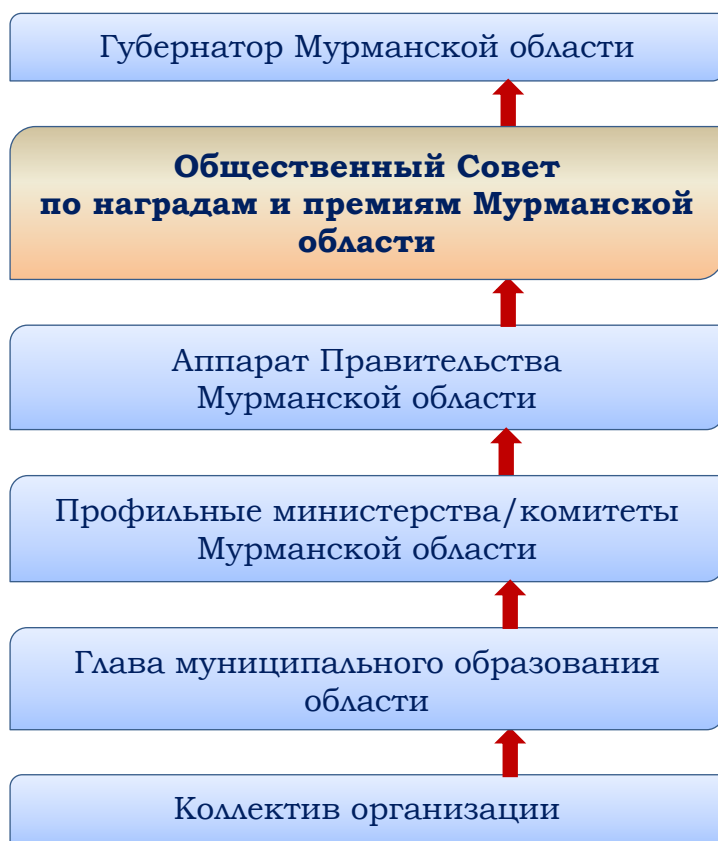 Губернатор Мурманской области
Общественный Совет
по наградам и премиям Мурманской
области
Аппарат Правительства
Мурманской области
Профильные министерства/комитеты
Мурманской области
Глава муниципального образования
области
Коллектив организации